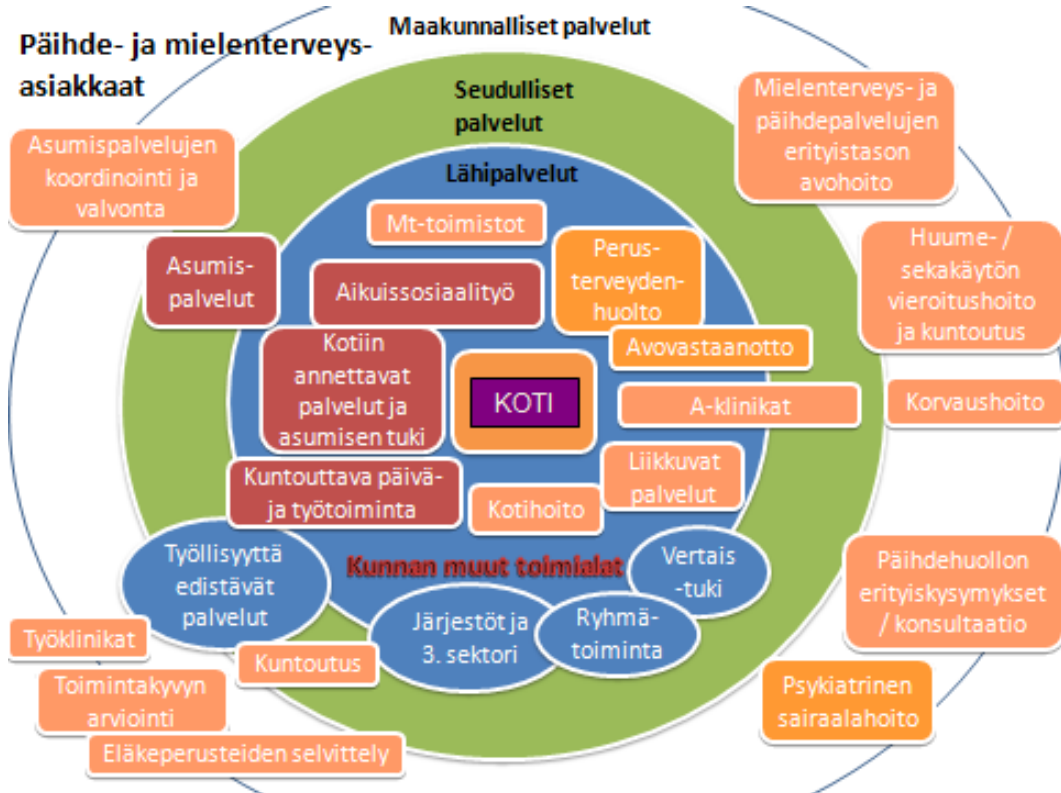 Päihde- ja mielenterveys-
asiakkaat
Maakunnalliset palvelut
Seudulliset
palvelut
Lähipalvelut
Asumispalvelujen
koordinointi ja
valvonta
Mielenterveys- ja
päihdepalvelujen
erityistason
avohoito
Mt-toimistot
Asumis-
palvelut
Aikuissosiaalityö
Perus-
terveyden-
huolto
Huume- /
sekakäytön
vieroitushoito
ja kuntoutus
Kotiin
annettavat
palvelut ja
asumisen tuki
KOTI
Avovastaanotto
A-klinikat
Korvaushoito
Kuntouttava päivä-
ja työtoiminta
Kotihoito
Liikkuvat
palvelut
Työllisyyttä
edistävät
palvelut
Kunnan muut toimialat
Vertais
-tuki
Järjestöt ja
3. sektori
Ryhmä-
toiminta
Päihdehuollon
erityiskysymykset
/ konsultaatio
Työklinikat
Kuntoutus
Toimintakyvyn
arviointi
Psykiatrinen
sairaalahoito
Eläkeperusteiden selvittely